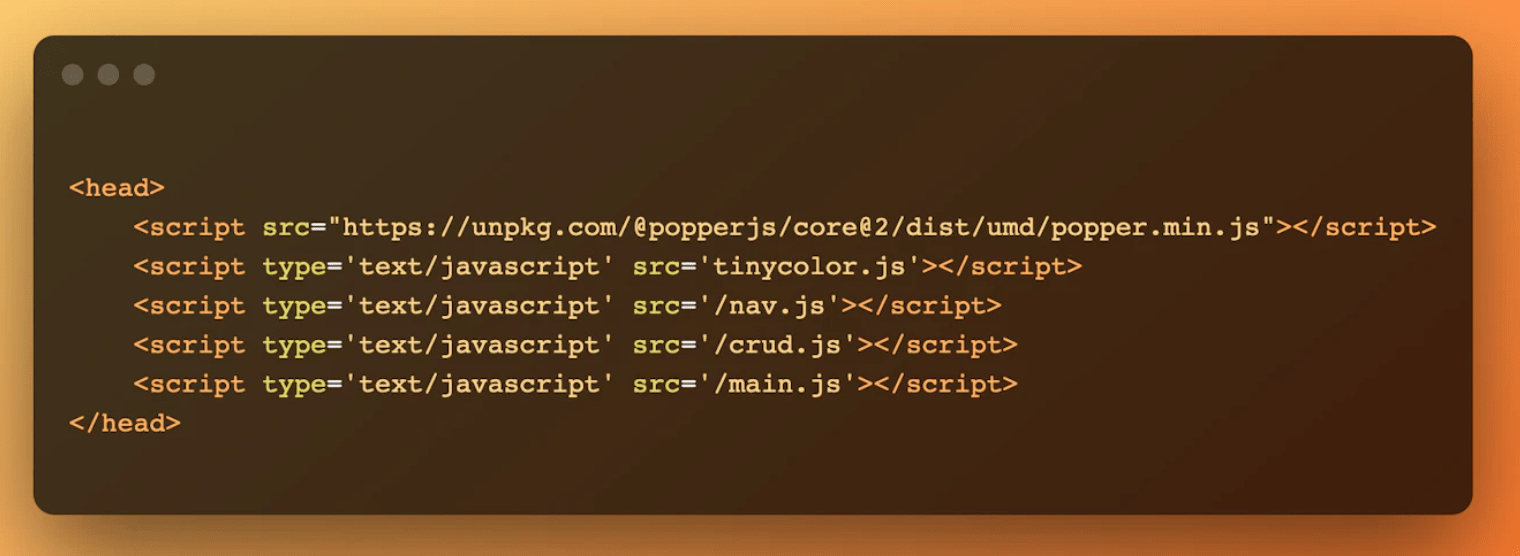 <head>
    <script src="https://unpkg.com/@popperjs/core@2/dist/umd/popper.min.js"></script>
    <script type='text/javascript' src='tinycolor.js'></script>
    <script type='text/javascript' src='/nav.js'></script>
    <script type='text/javascript' src='/crud.js'></script>
    <script type='text/javascript' src='/main.js'></script>
</head>